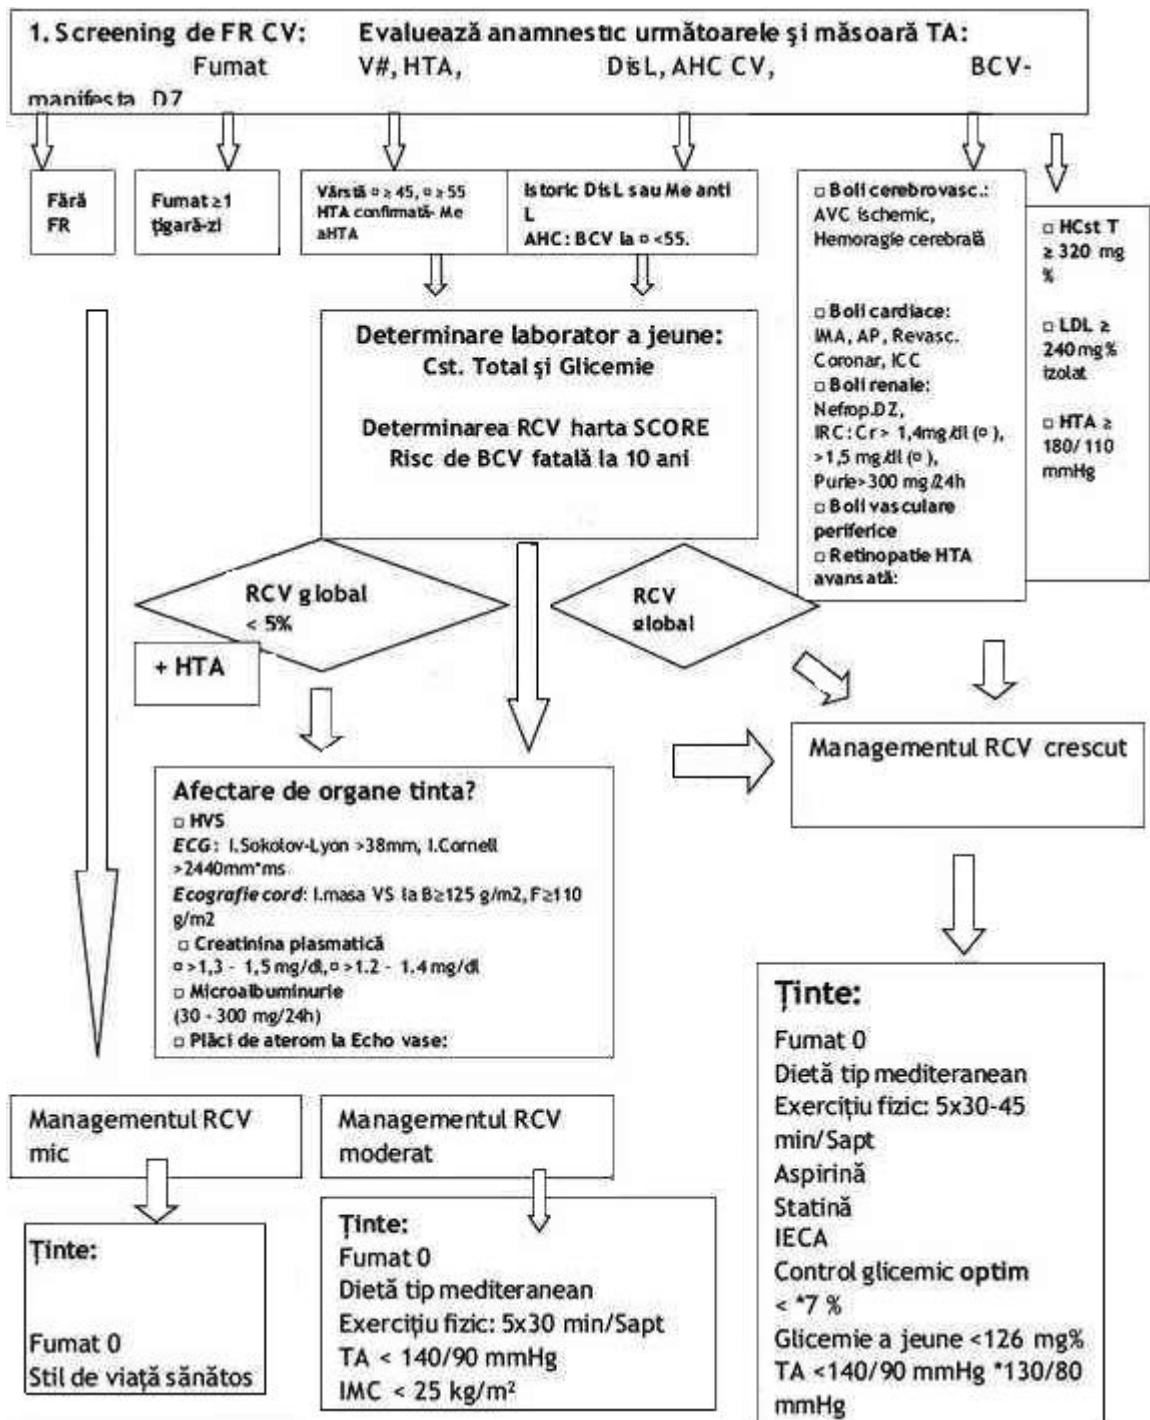 1. Screening de FR CV: Evaluează anamnestic următoarele şi măsoară TA:
Fumat V#, HTA, DisL, AHC CV, BCV-
manifesta DZ
Fără
FR
Fumat ≥1
ţigară-zi
Vârstă ¤ ≥ 45, ¤ ≥ 55
HTA confirmată- Me
aHTA
Istoric DisL sau Me anti
L
AHC: BCV la ¤ <55.
□ Boli cerebrovasc.:
AVC ischemic,
Hemoragie cerebrală
□ Boli cardiace:
IMA, AP, Revasc.
Coronar, ICC
□ Boli renale:
Nefrop.DZ,
IRC: Cr > 1,4mg/dl (¤),
>1,5 mg/dl (¤),
Purie>300 mg/24h
□ Boli vasculare
periferice
□ Retinopatie HTA
avansată:
□ HCst T
≥ 320 mg
%
□ LDL ≥
240mg%
izolat
□ HTA ≥
180/110
mmHg
Determinare laborator a jeune:
Cst. Total şi Glicemie
Determinarea RCV harta SCORE
Risc de BCV fatală la 10 ani
RCV global
< 5%
+ HTA
RCV
global
Managementul RCV crescut
Afectare de organe tinta?
□ HVS
ECG: I.Sokolov-Lyon >38mm, I.Cornell
>2440mm*ms
Ecografie cord: I.masa VS la B≥125 g/m2, F≥110
g/m2
□ Creatinina plasmatică
¤ >1,3 - 1,5 mg/dl, ¤ >1.2 - 1.4 mg/dl
□ Microalbuminurie
(30 - 300 mg/24h)
□ Plăci de aterom la Echo vase:
Managementul RCV
mic
Managementul RCV
moderat
Ţinte:
Fumat 0
Stil de viaţă sănătos
Ţinte:
Fumat 0
Dietă tip mediteranean
Exerciţiu fizic: 5x30 min/Sapt
TA < 140/90 mmHg
IMC < 25 kg/m²
Ţinte:
Fumat 0
Dietă tip mediteranean
Exerciţiu fizic: 5x30-45
min/Sapt
Aspirină
Statină
IECA
Control glicemic optim
< *7 %
Glicemie a jeune <126 mg%
TA <140/90 mmHg *130/80
mmHg